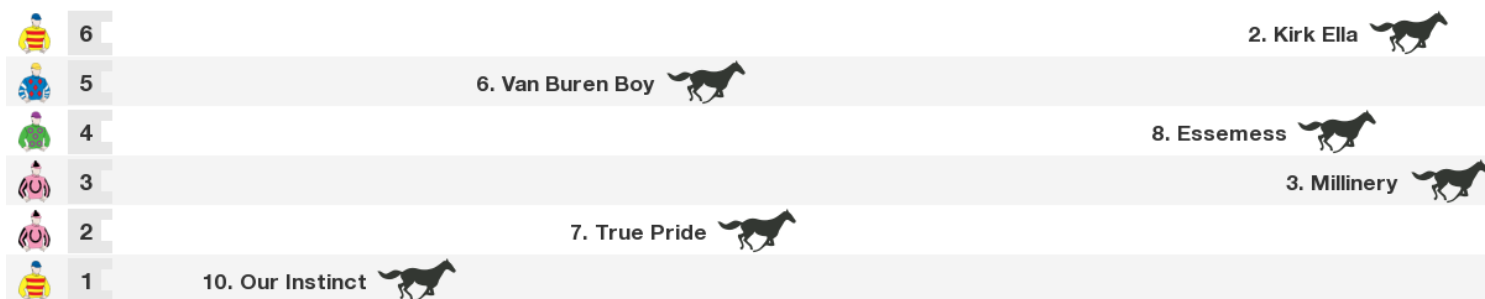 6 2. Kirk Ella
5 6. Van Buren Boy
4 8. Essemess
3 3. Millinery
2 7. True Pride
1 10. Our Instinct